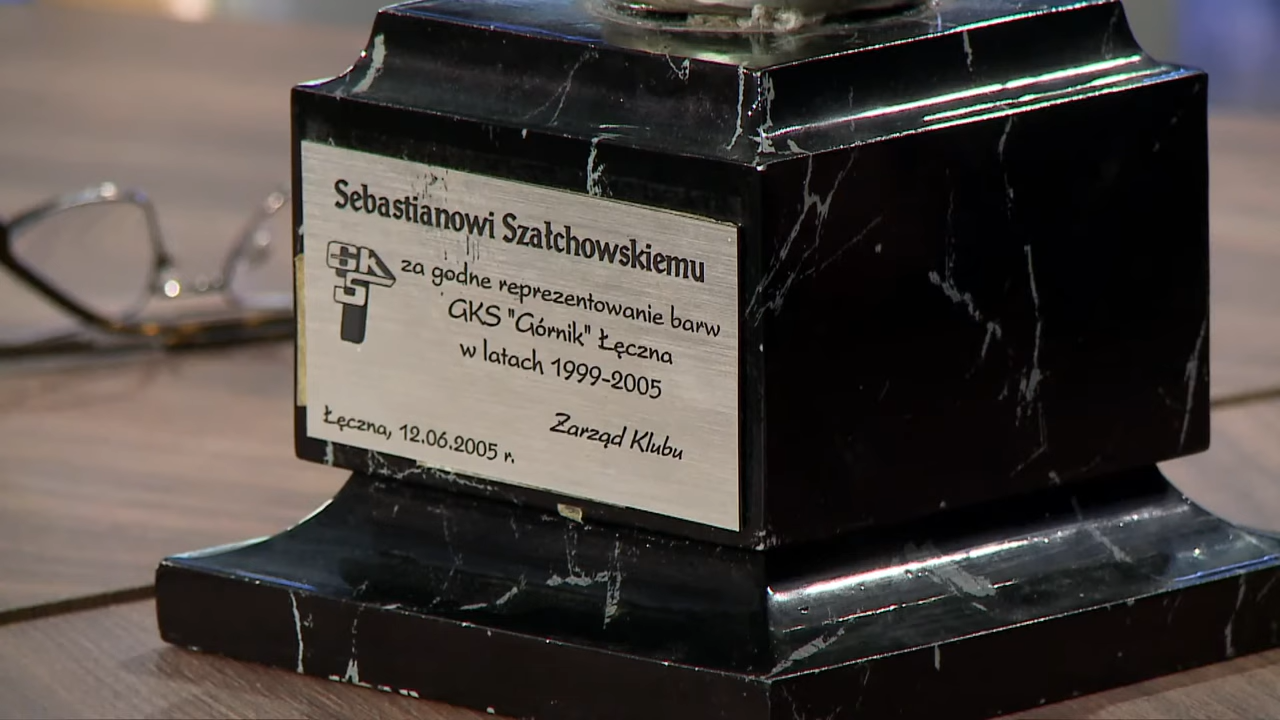 Sebastianowi Szałchowskiemu
GKS
za godne reprezentowanie barw
GKS "Górnik" Łęczna
w latach 1999-2005
Zarząd Klubu
Łęczna, 12.06.2005 r.